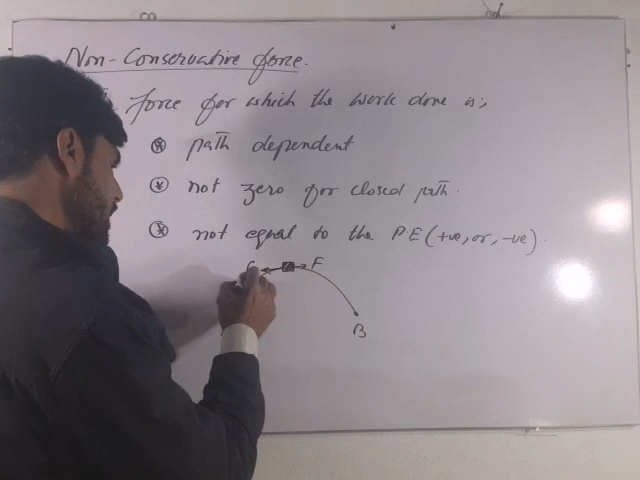 Non-Conservative force.
force for which the work done is;
path dependent
not zero for closed path.
not equal to the P.E (+ve, or, -ve).
F
B